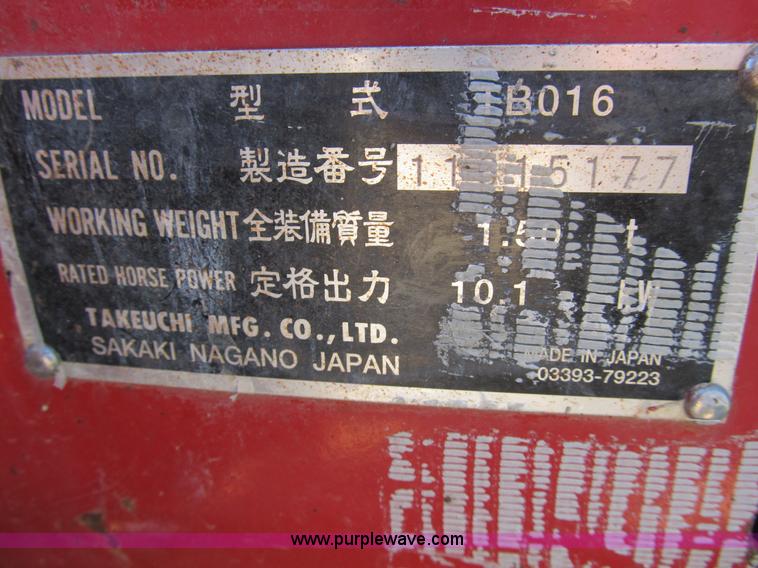 MODEL 型式 TB016
SERIAL NO. 製造番号
WORKING WEIGHT 全装備質量 t
RATED HORSE POWER 定格出力 10.1 kW
TAKEUCHI MFG. CO., LTD.
SAKAKI NAGANO JAPAN
MADE IN JAPAN
03393-79223
www.purplewave.com